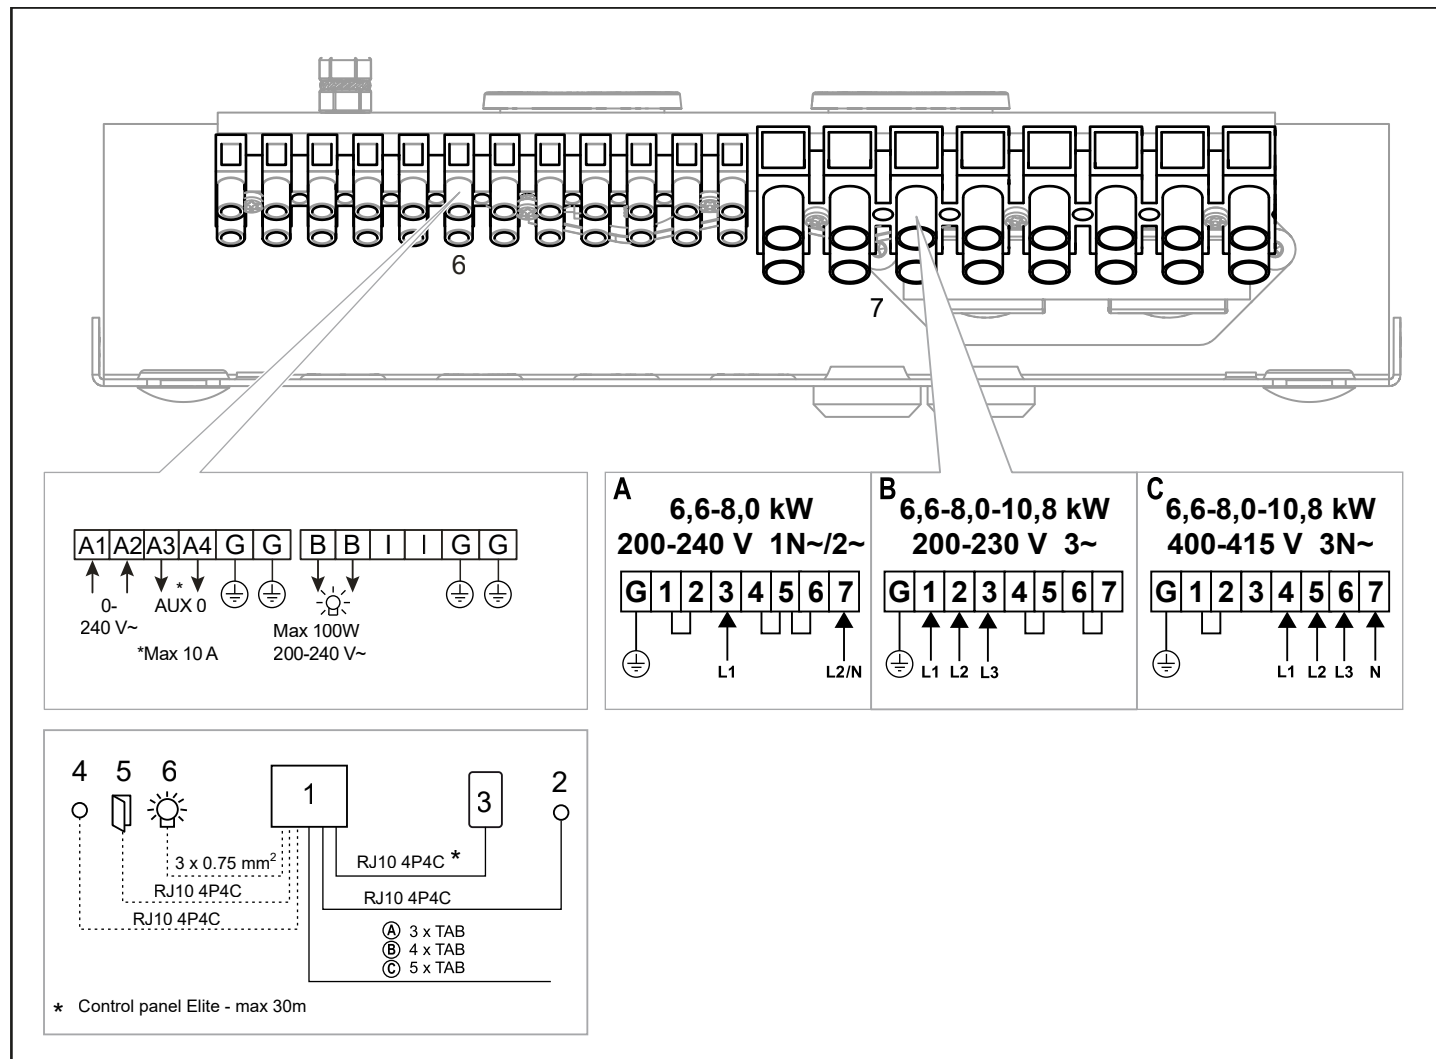 6
7
A1 A2 A3 A4 G G B B I I G G
0-
240 V~
*
AUX 0
*Max 10 A
Max 100W
200-240 V~
A
6,6-8,0 kW
200-240 V 1N~/2~
G 1 2 3 4 5 6 7
L1 L2/N
B
6,6-8,0-10,8 kW
200-230 V 3~
G 1 2 3 4 5 6 7
L1 L2 L3
C
6,6-8,0-10,8 kW
400-415 V 3N~
G 1 2 3 4 5 6 7
L1 L2 L3 N
4 5 6 1 3 2
3 x 0.75 mm²
RJ10 4P4C *
RJ10 4P4C
RJ10 4P4C
RJ10 4P4C
Ⓐ 3 x TAB
Ⓑ 4 x TAB
Ⓒ 5 x TAB
* Control panel Elite - max 30m